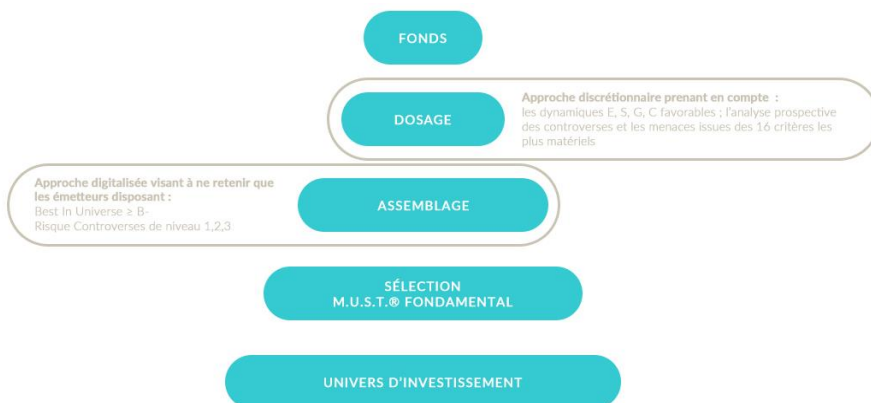 FONDS
DOSAGE
Approche discrétionnaire prenant en compte :
les dynamiques E, S, G, C favorables ; l'analyse prospective
des controverses et les menaces issues des 16 critères les
plus matériels
Approche digitalisée visant à ne retenir que
les émetteurs disposant :
Best In Universe ≥ B-
Risque Controverses de niveau 1,2,3
ASSEMBLAGE
SÉLECTION
M.U.S.T.® FONDAMENTAL
UNIVERS D'INVESTISSEMENT